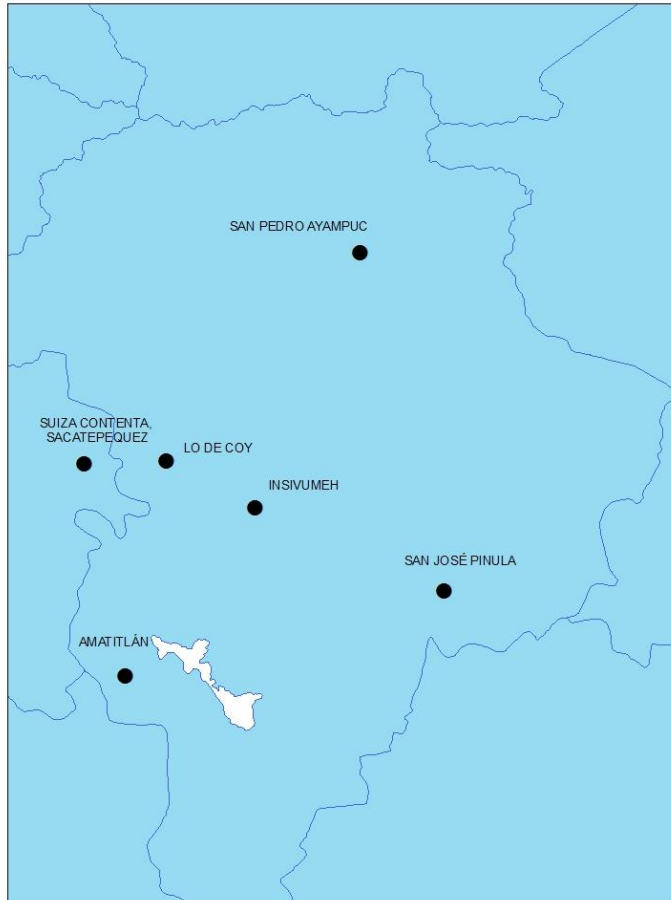 SAN PEDRO AYAMPUC
SUIZA CONTENTA,
SACATEPEQUEZ
LO DE COY
INSIVUMEH
SAN JOSÉ PINULA
AMATITLÁN